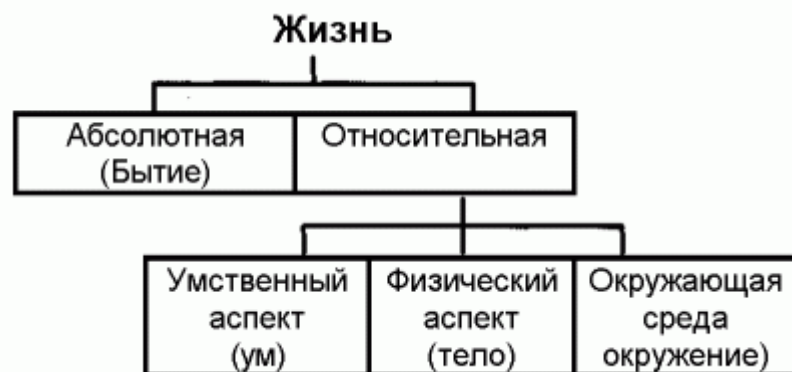 Жизнь
Абсолютная
(Бытие)
Относительная
Умственный
аспект
(ум)
Физический
аспект
(тело)
Окружающая
среда
окружение)